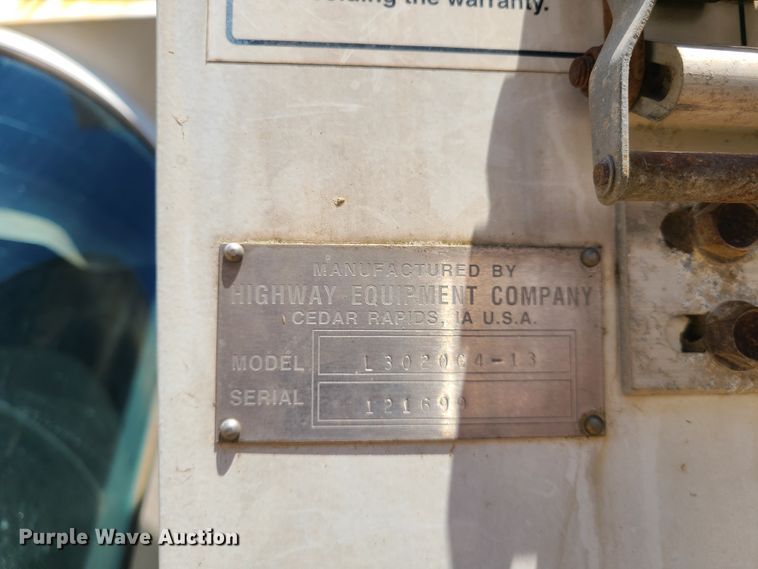 the warranty.
MANUFACTURED BY
HIGHWAY EQUIPMENT COMPANY
CEDAR RAPIDS, IA U.S.A.
MODEL L3020G4-13
SERIAL 121699
Purple Wave Auction